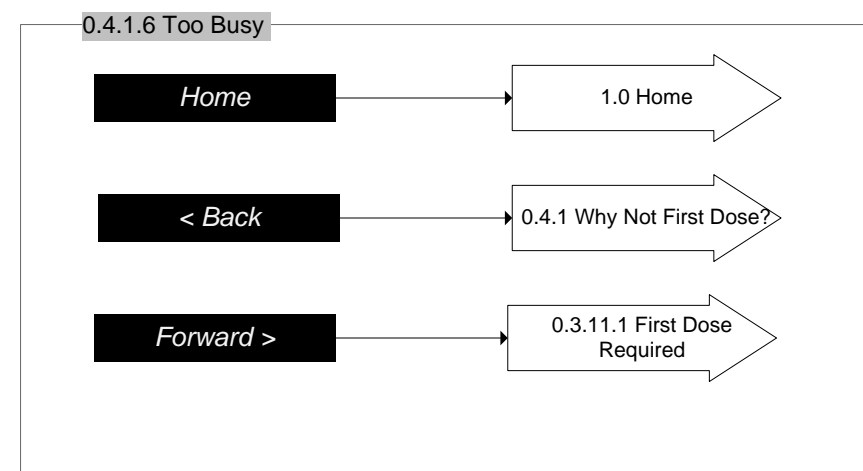 0.4.1.6 Too Busy
Home
1.0 Home
< Back
0.4.1 Why Not First Dose?
Forward >
0.3.11.1 First Dose
Required